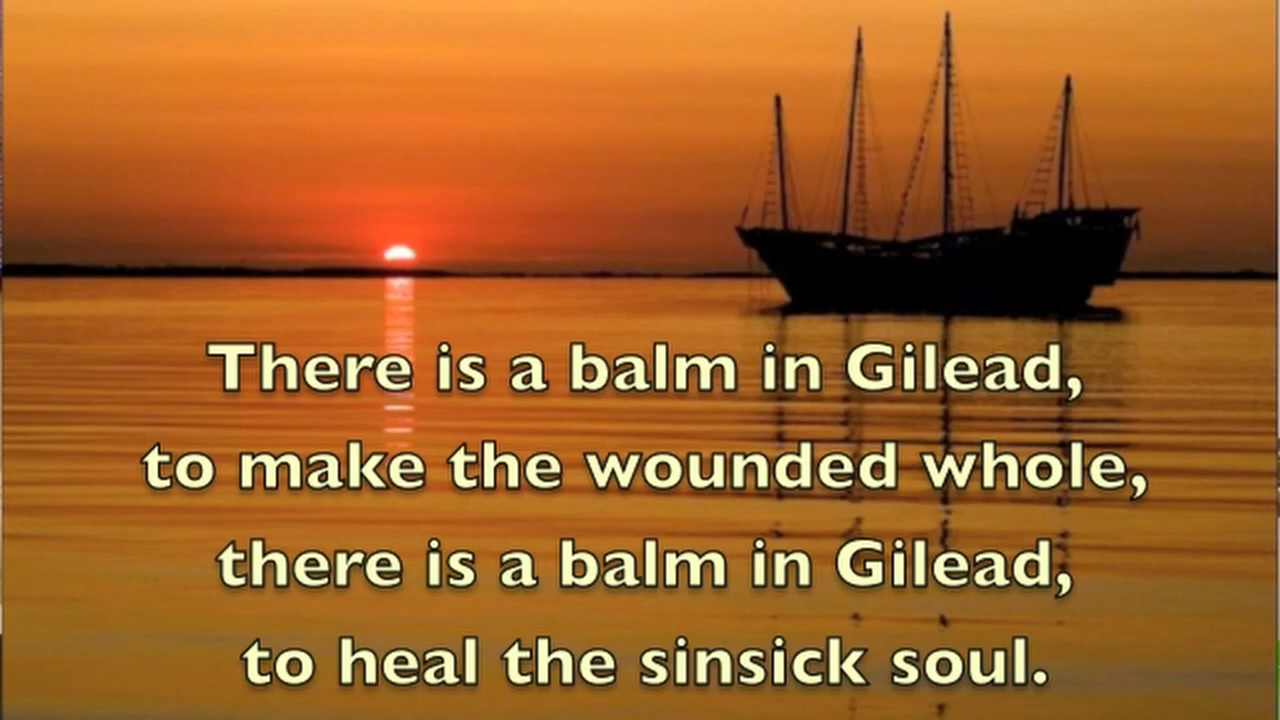 There is a balm in Gilead,
to make the wounded whole,
there is a balm in Gilead,
to heal the sinsick soul.